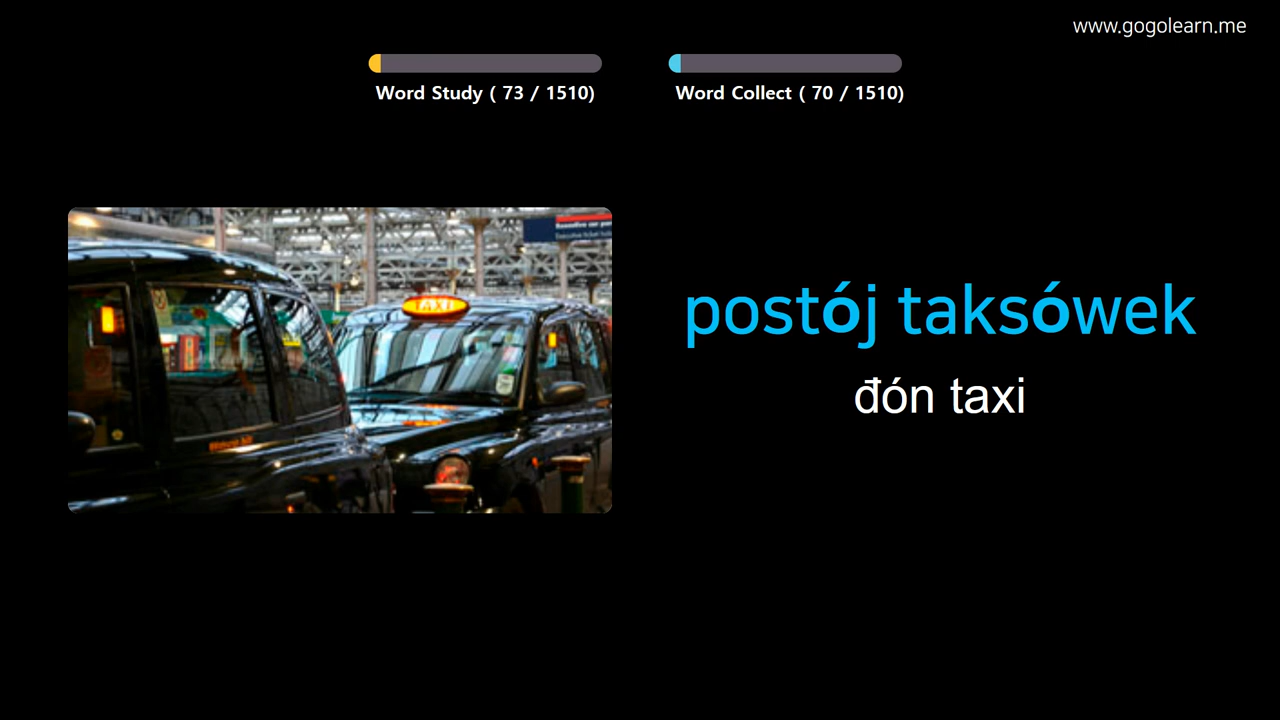 www.gogolearn.me
Word Study ( 73 / 1510)
Word Collect ( 70 / 1510)
TAXI
postój taksówek
đón taxi